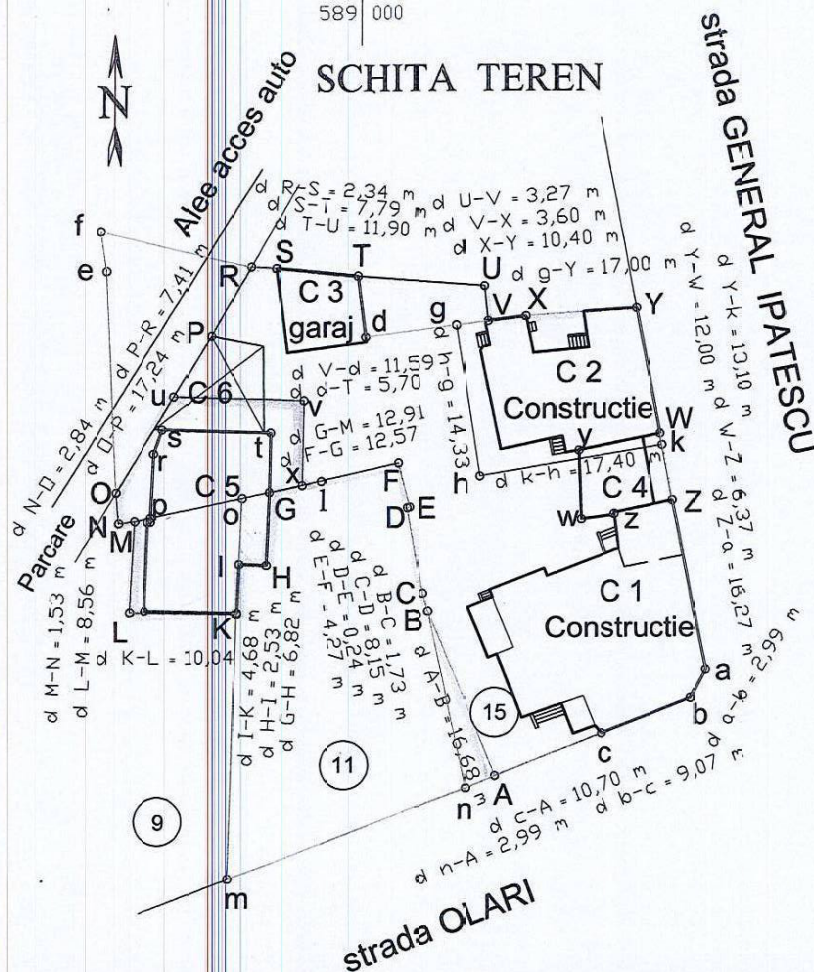 589 000
SCHITA TEREN
N
Alee acces auto
strada GENERAL IPATESCU
d R-S = 2,34 m
d S-T = 7,79 m
d T-U = 11,90 m
d U-V = 3,27 m
d V-X = 3,60 m
d X-Y = 10,40 m
d g-Y = 17,00 m
f
e
R
S
T
U
g
V
X
Y
C 3
garaj
d
P
d P-R = 7,41 m
d O-P = 17,24 m
d N-O = 2,84 m
d Y-k = 13,10 m
d Y-W = 12,00 m
d W-Z = 6,37 m
d Z-a = 16,27 m
d a-b = 2,99 m
d V-d = 11,59
d d-T = 5,70
d G-M = 12,91
d F-G = 12,57
d h-g = 14,33
C 2
Constructie
u
C 6
v
s
t
r
W
k
y
d k-h = 17,40 m
h
F
x
l
C 5
o
G
O
N
M
p
D
E
C 4
w
z
Z
Parcare
I
H
L
K
C
B
C 1
Constructie
d M-N = 1,53 m
d L-M = 8,56 m
d K-L = 10,04
d I-K = 4,68 m
d H-I = 2,53 m
d G-H = 6,82 m
d E-F - 4,27 m
d D-E = 0,24 m
d C-D = 8,15 m
d B-C = 1,73 m
d A-B = 16,68 m
a
b
15
c
11
9
n
A
d c-A = 10,70 m
d b-c = 9,07 m
d n-A = 2,99 m
m
strada OLARI